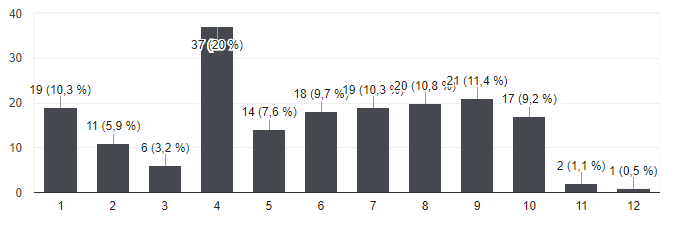 40
30
20
10
0
19 (10,3 %)
11 (5,9 %)
6 (3,2 %)
37 (20 %)
14 (7,6 %)
18 (9,7 %)
19 (10,3 %)
20 (10,8 %)
21 (11,4 %)
17 (9,2 %)
2 (1,1 %)
1 (0,5 %)
1 2 3 4 5 6 7 8 9 10 11 12